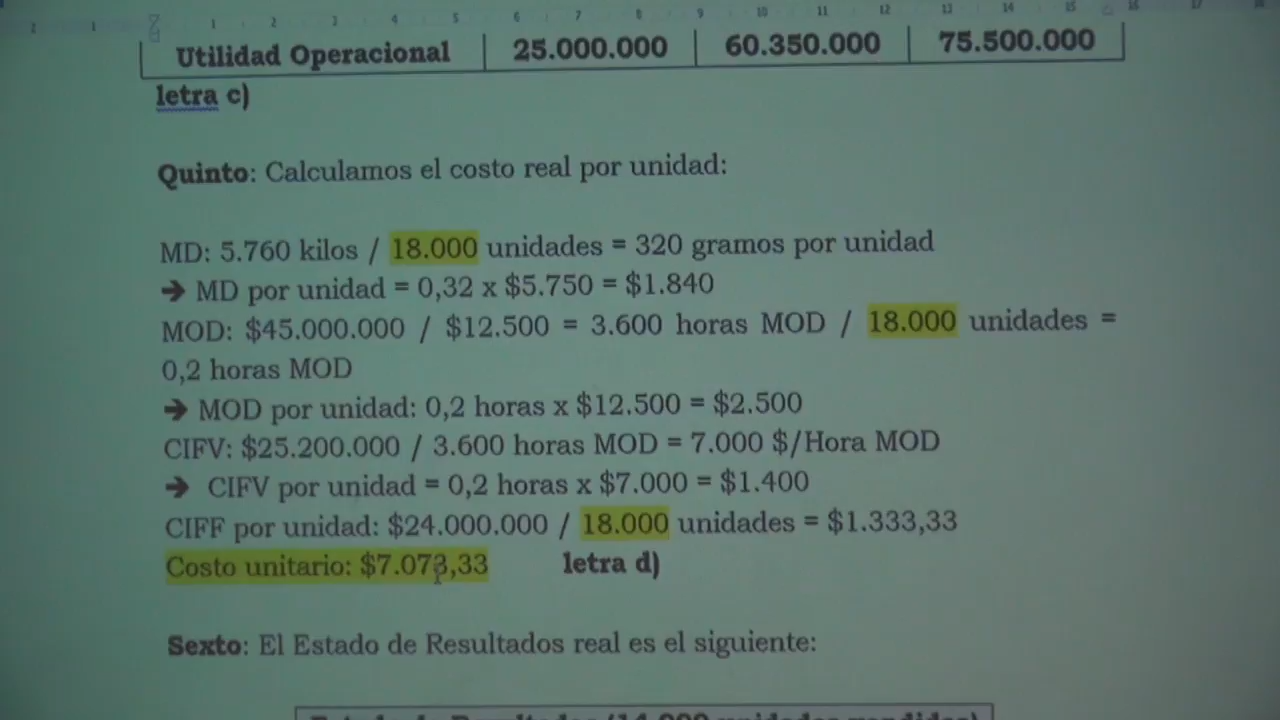 Utilidad Operacional 25.000.000 60.350.000 75.500.000
letra c)
Quinto: Calculamos el costo real por unidad:
MD: 5.760 kilos / 18.000 unidades = 320 gramos por unidad
➔ MD por unidad = 0,32 x $5.750 = $1.840
MOD: $45.000.000 / $12.500 = 3.600 horas MOD / 18.000 unidades =
0,2 horas MOD
➔ MOD por unidad: 0,2 horas x $12.500 = $2.500
CIFV: $25.200.000 / 3.600 horas MOD = 7.000 $/Hora MOD
➔ CIFV por unidad = 0,2 horas x $7.000 = $1.400
CIFF por unidad: $24.000.000 / 18.000 unidades = $1.333,33
Costo unitario: $7.073,33 letra d)
Sexto: El Estado de Resultados real es el siguiente: